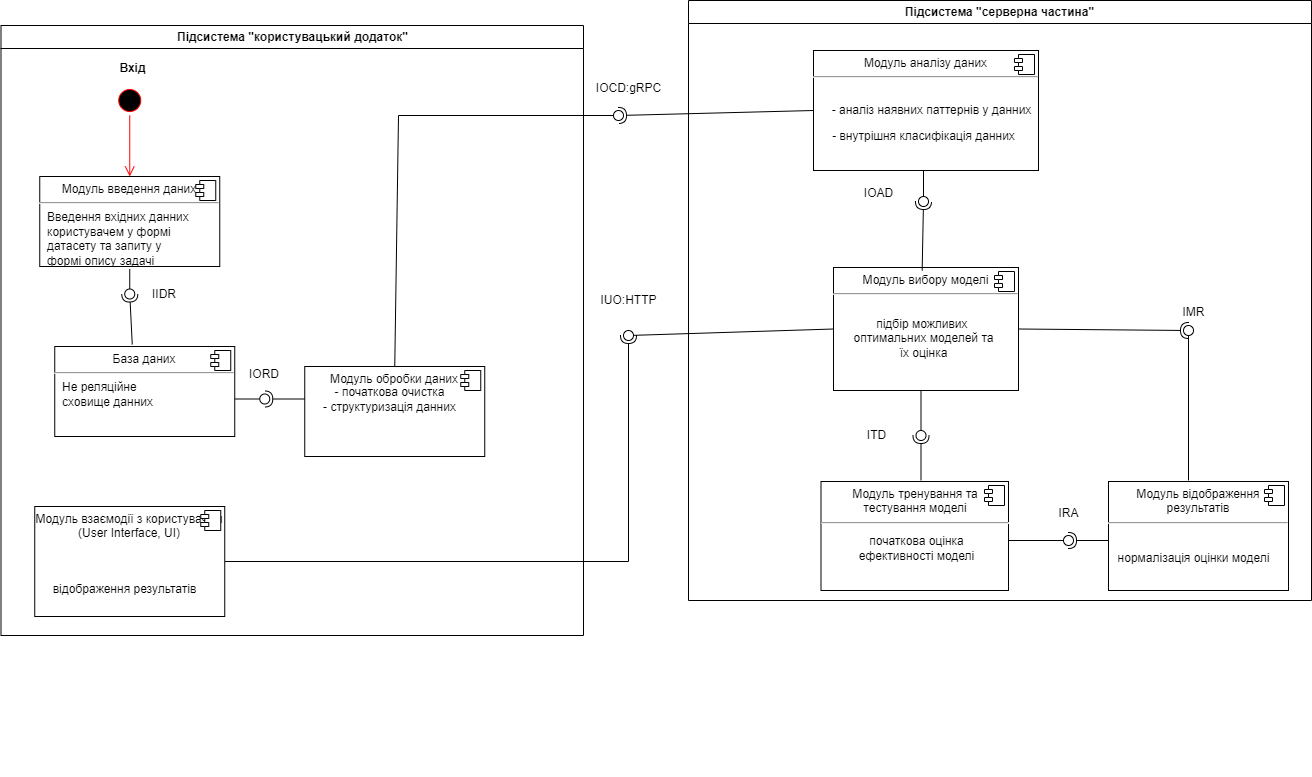 Підсистема "користувацький додаток"
Вхід
Модуль введення даних
Введення вхідних данних
користувачем у формі
датасету та запиту у
формі опису задачі
IIDR
База даних
Не реляційне
сховище данних
IORD
Модуль обробки даних
- початкова очистка
- структуризація данних
Модуль взаємодії з
(User Interface, UI)
відображення результатів
IOCD:gRPC
IUO:HTTP
Підсистема "серверна частина"
Модуль аналізу даних
- аналіз наявних паттернів у данних
- внутрішня класифікація данних
IOAD
Модуль вибору моделі
підбір можливих
оптимальних моделей та
їх оцінка
IMR
ITD
Модуль тренування та
тестування моделі
початкова оцінка
ефективності моделі
IRA
Модуль відображення
результатів
нормалізація оцінки моделі